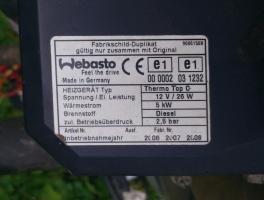 Fabrikschild-Duplikat
gültig nur zusammen mit Original
Webasto
Feel the drive
Made in Germany
CE
e1 e1
00 0002 03 1232
HEIZGERÄT Typ Thermo Top C
Spannung / El. Leistung 12 V / 26 W
Wärmestrom 5 kW
Brennstoff Diesel
zul. Betriebsüberdruck 2,5 bar
Artikel Nr. Ausf. Fabr. Nr.
Inbetriebnahmejahr 2006 2007 2008